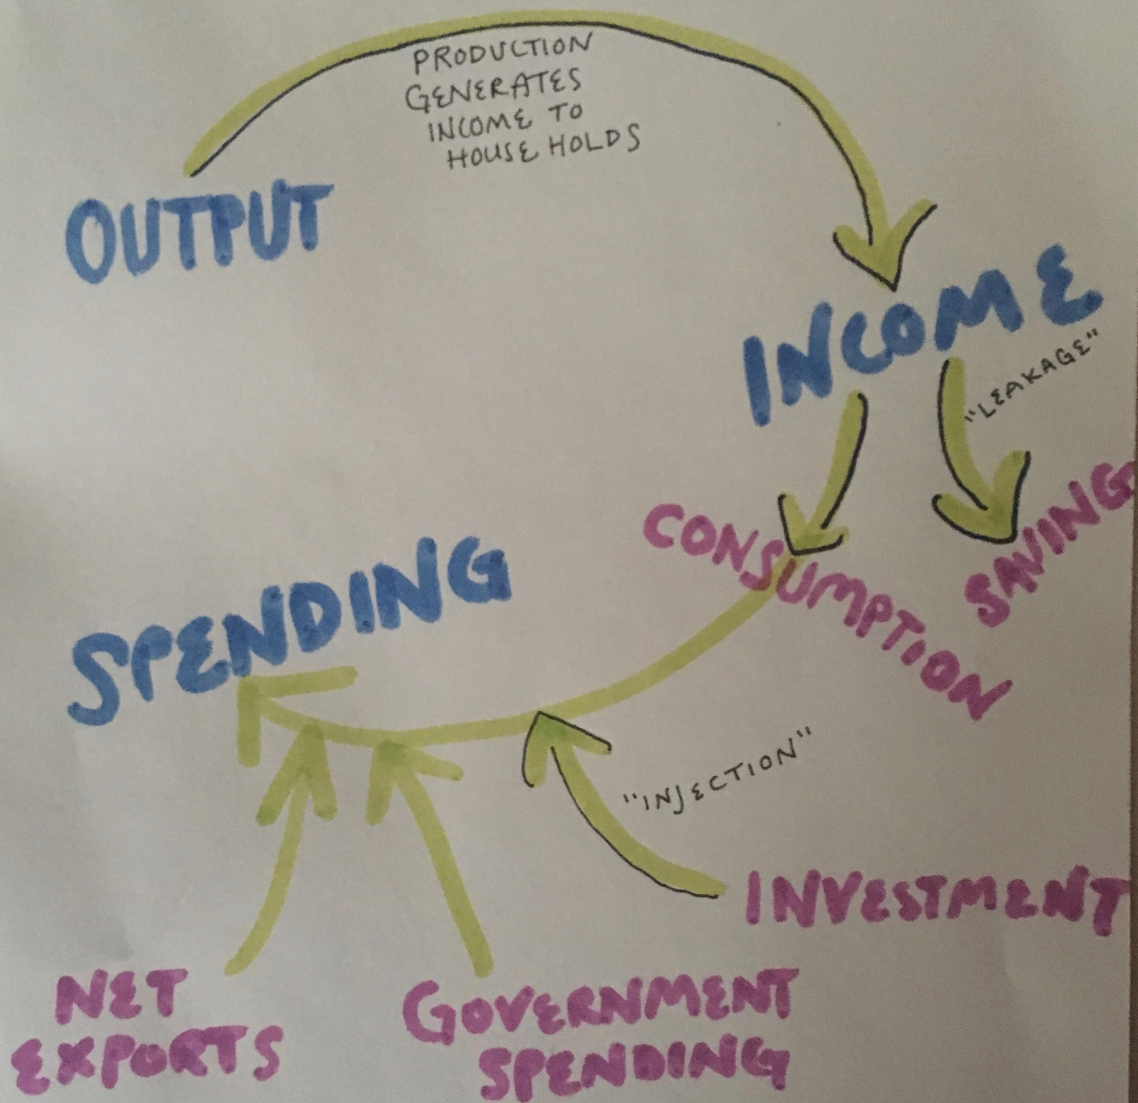 PRODUCTION
GENERATES
INCOME TO
HOUSE HOLDS
OUTPUT
INCOME
"LEAKAGE"
CONSUMPTION
SAVING
SPENDING
"INJECTION"
INVESTMENT
NET
EXPORTS
GOVERNMENT
SPENDING